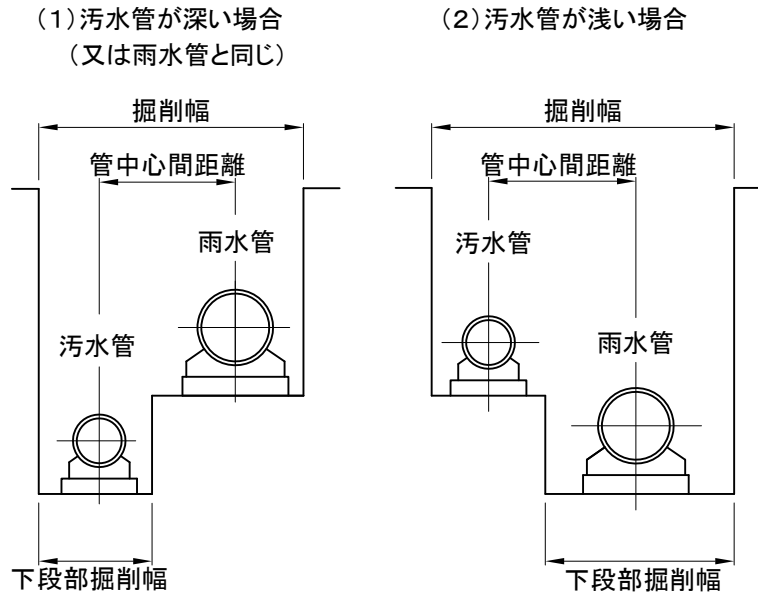 （1）汚水管が深い場合
（又は雨水管と同じ）
掘削幅
管中心間距離
雨水管
汚水管
下段部掘削幅
（2）汚水管が浅い場合
掘削幅
管中心間距離
汚水管
雨水管
下段部掘削幅